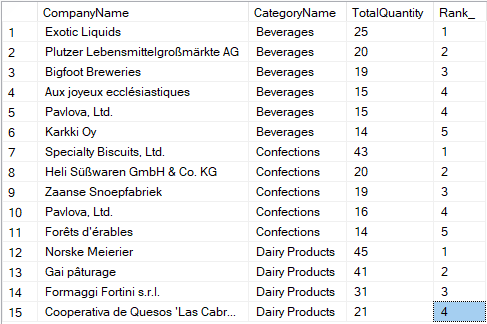 CompanyName CategoryName TotalQuantity Rank_
1 Exotic Liquids Beverages 25 1
2 Plutzer Lebensmittelgroßmärkte AG Beverages 20 2
3 Bigfoot Breweries Beverages 19 3
4 Aux joyeux ecclésiastiques Beverages 15 4
5 Pavlova, Ltd. Beverages 15 4
6 Karkki Oy Beverages 14 5
7 Specialty Biscuits, Ltd. Confections 43 1
8 Heli Süßwaren GmbH & Co. KG Confections 20 2
9 Zaanse Snoepfabriek Confections 19 3
10 Pavlova, Ltd. Confections 16 4
11 Forêts d'érables Confections 14 5
12 Norske Meierier Dairy Products 45 1
13 Gai pâturage Dairy Products 41 2
14 Formaggi Fortini s.r.l. Dairy Products 31 3
15 Cooperativa de Quesos 'Las Cabr... Dairy Products 21 4